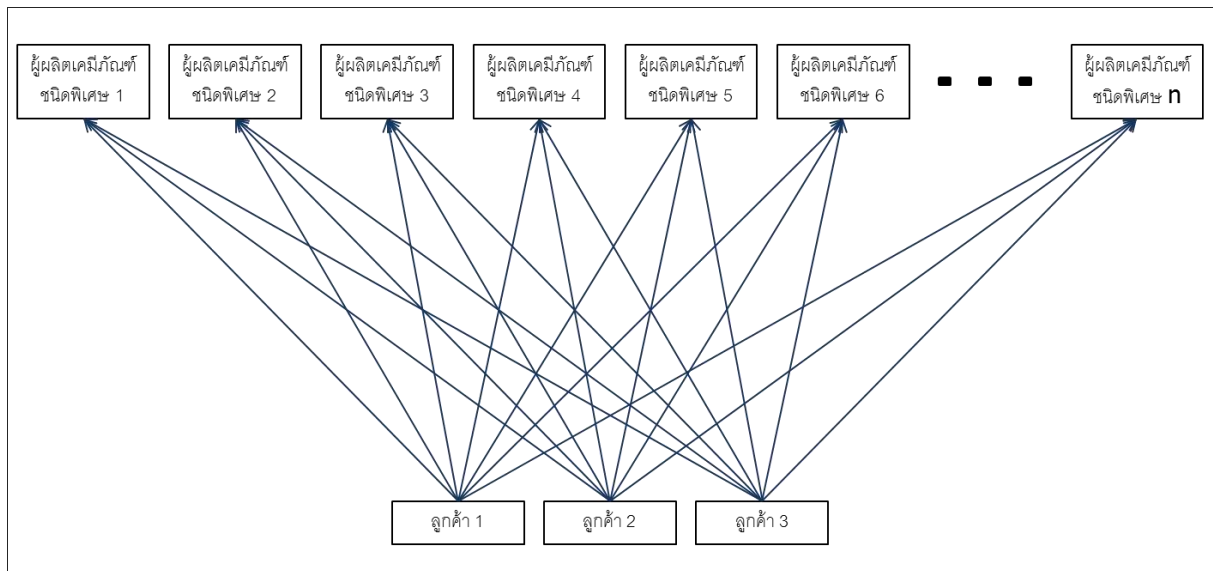 ผู้ผลิตเคมีภัณฑ์
ชนิดพิเศษ 1
ผู้ผลิตเคมีภัณฑ์
ชนิดพิเศษ 2
ผู้ผลิตเคมีภัณฑ์
ชนิดพิเศษ 3
ผู้ผลิตเคมีภัณฑ์
ชนิดพิเศษ 4
ผู้ผลิตเคมีภัณฑ์
ชนิดพิเศษ 5
ผู้ผลิตเคมีภัณฑ์
ชนิดพิเศษ 6
- - -
ผู้ผลิตเคมีภัณฑ์
ชนิดพิเศษ n
ลูกค้า 1
ลูกค้า 2
ลูกค้า 3